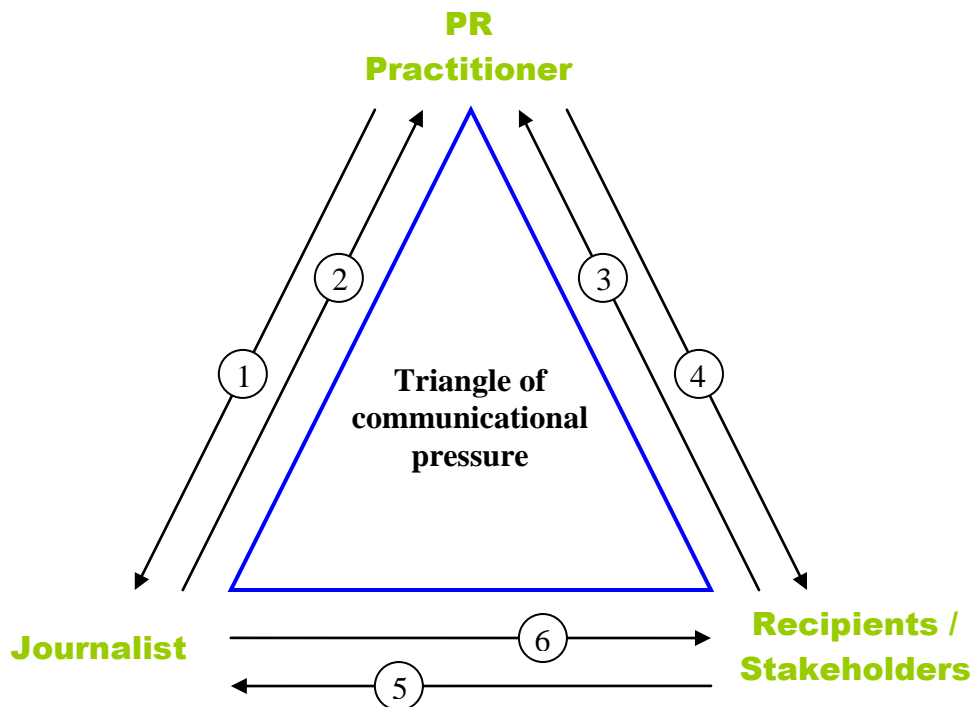 PR
Practitioner
2
3
1
4
Triangle of
communicational
pressure
Journalist
6
Recipients /
Stakeholders
5